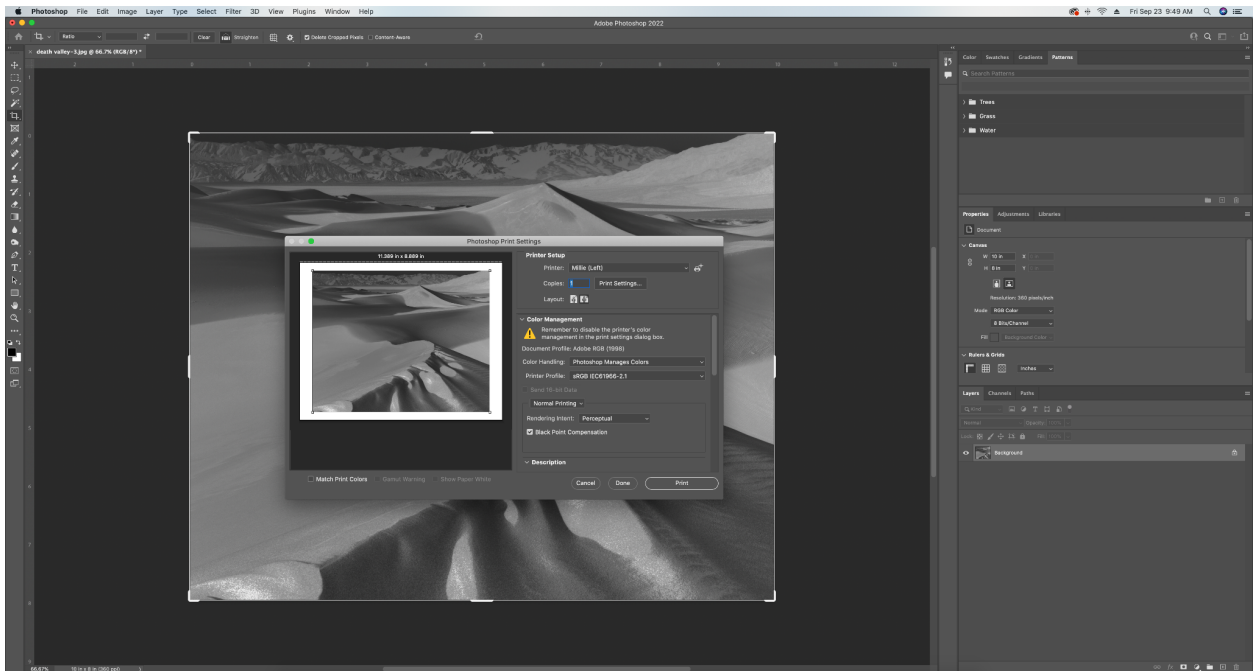 Photoshop File Edit Image Layer Type Select Filter 3D View Plugins Window Help
Fri Sep 23 9:49 AM
Adobe Photoshop 2022
Ratio Clear Straighten Delete Cropped Pixels Content-Aware
death valley-3.jpg @ 66.7% (RGB/8*) *
Photoshop Print Settings
11.389 in x 8.889 in
Printer Setup
Printer: Millie (Left)
Copies: 1 Print Settings...
Layout:
Color Management
Remember to disable the printer's color
management in the print settings dialog box.
Document Profile: Adobe RGB (1998)
Color Handling: Photoshop Manages Colors
Printer Profile: sRGB IEC61966-2.1
Send 16-bit Data
Normal Printing
Rendering Intent: Perceptual
Black Point Compensation
Description
Match Print Colors Gamut Warning Show Paper White
Cancel Done Print
Color Swatches Gradients Patterns
Search Patterns
Trees
Grass
Water
Properties Adjustments Libraries
Document
Canvas
W 10 in X
H 8 in Y
Resolution: 360 pixels/inch
Mode RGB Color
8 Bits/Channel
Fill Background Color
Rulers & Grids
Inches
Layers Channels Paths
Kind
Normal Opacity: 100%
Lock: Fill: 100%
Background
66.67% 10 in x 8 in (360 ppi)